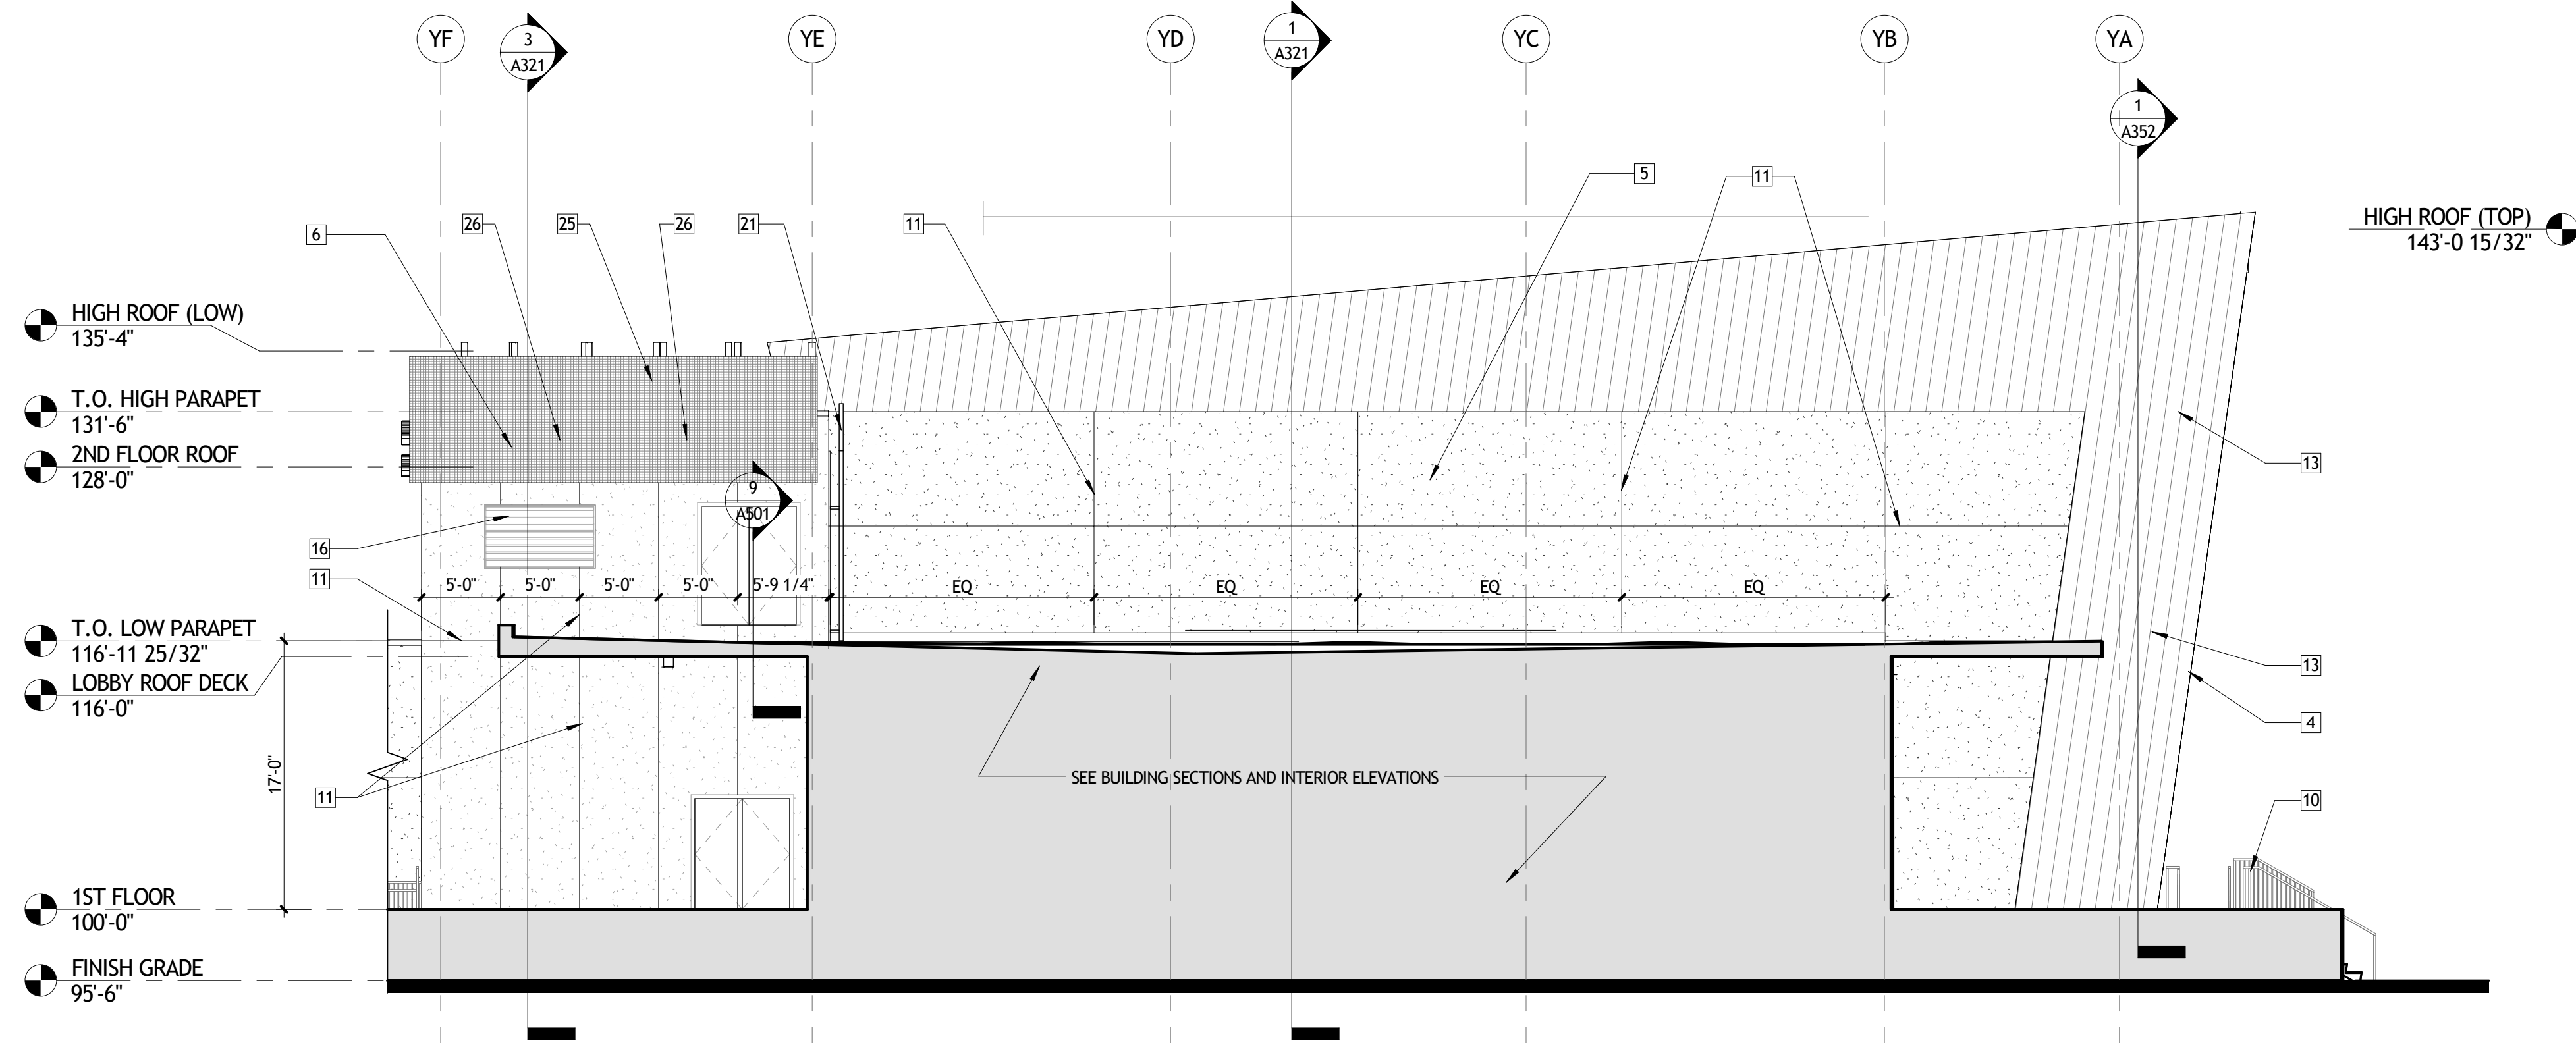 YF
YE
YD
YC
YB
YA
3
A321
1
A321
1
A352
5
11
6
26
25
26
21
11
HIGH ROOF (TOP)
143'-0 15/32"
HIGH ROOF (LOW)
135'-4"
T.O. HIGH PARAPET
131'-6"
2ND FLOOR ROOF
128'-0"
13
9
A501
16
11
5'-0"
5'-0"
5'-0"
5'-0"
5'-9 1/4"
EQ
EQ
EQ
EQ
T.O. LOW PARAPET
116'-11 25/32"
LOBBY ROOF DECK
116'-0"
13
4
17'-0"
SEE BUILDING SECTIONS AND INTERIOR ELEVATIONS
11
10
1ST FLOOR
100'-0"
FINISH GRADE
95'-6"